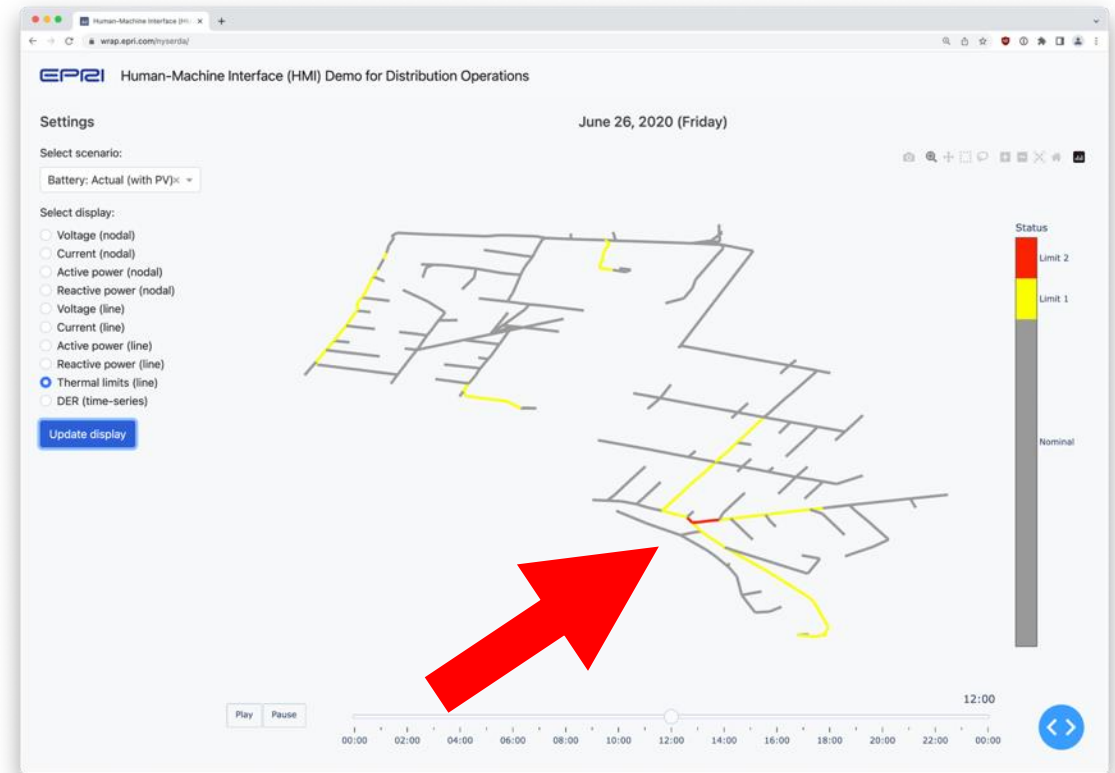 Human-Machine Interface (H
wrap.epri.com/nyserda/
EPRI Human-Machine Interface (HMI) Demo for Distribution Operations
Settings
June 26, 2020 (Friday)
Select scenario:
Battery: Actual (with PV)
Select display:
Voltage (nodal)
Current (nodal)
Active power (nodal)
Reactive power (nodal)
Voltage (line)
Current (line)
Active power (line)
Reactive power (line)
Thermal limits (line)
DER (time-series)
Update display
Status
Limit 2
Limit 1
Nominal
12:00
Play Pause
00:00 02:00 04:00 06:00 08:00 10:00 12:00 14:00 16:00 18:00 20:00 22:00 00:00